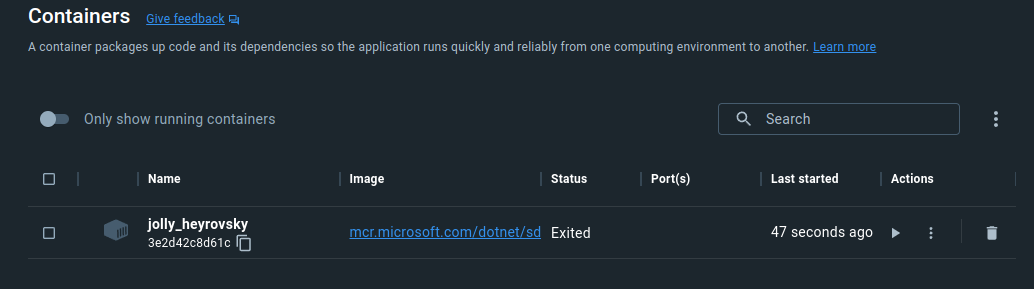 Containers Give feedback
A container packages up code and its dependencies so the application runs quickly and reliably from one computing environment to another. Learn more
Only show running containers
Search
Name Image Status Port(s) Last started Actions
jolly_heyrovsky
3e2d42c8d61c
mcr.microsoft.com/dotnet/sd Exited 47 seconds ago